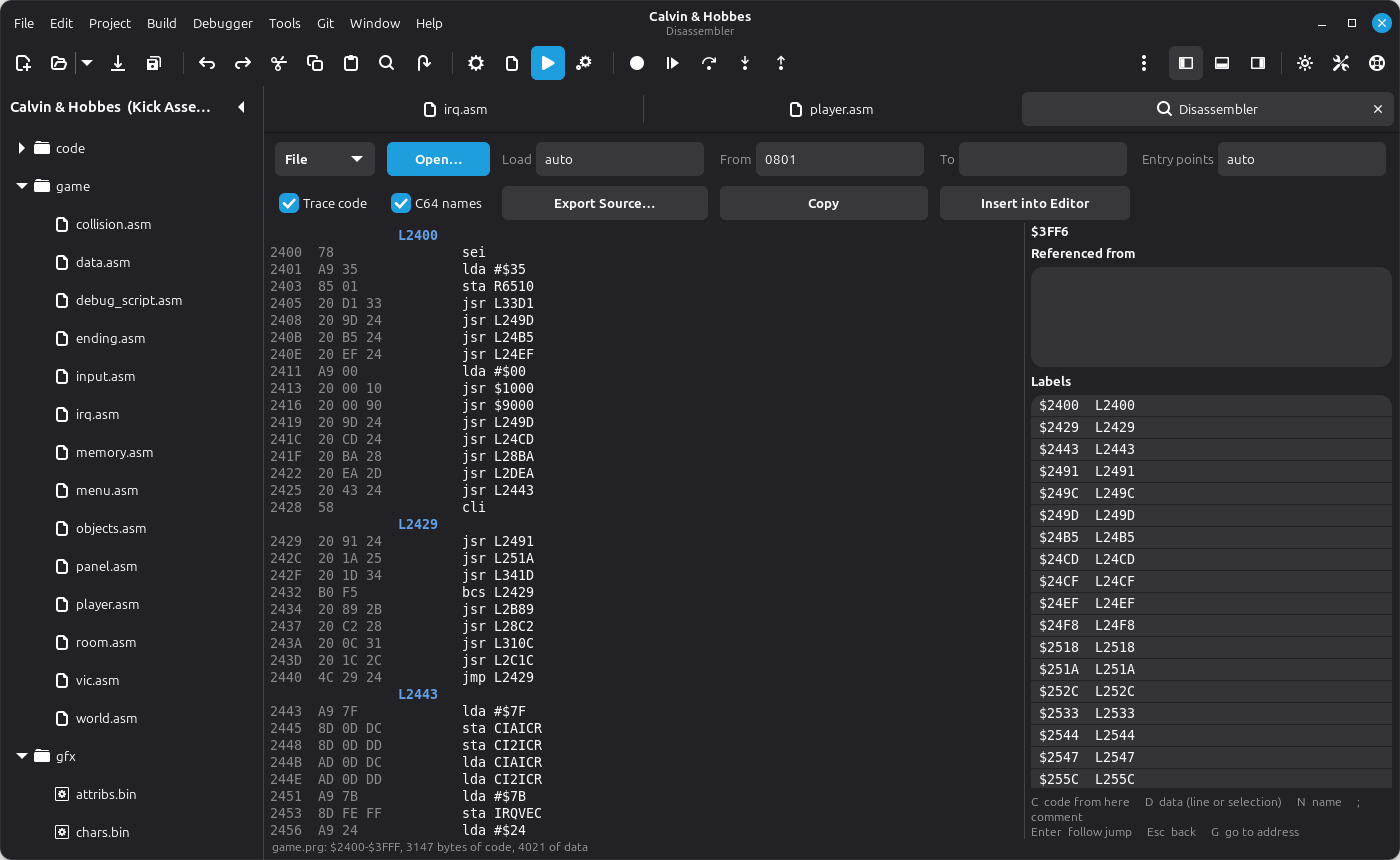 Calvin & Hobbes
Disassembler
File Edit Project Build Debugger Tools Git Window Help
Calvin & Hobbes (Kick Asse...
code
game
collision.asm
data.asm
debug_script.asm
ending.asm
input.asm
irq.asm
memory.asm
menu.asm
objects.asm
panel.asm
player.asm
room.asm
vic.asm
world.asm
gfx
attribs.bin
chars.bin
irq.asm player.asm Disassembler
File Open... Load auto From 0801 To Entry points auto
Trace code C64 names Export Source... Copy Insert into Editor
L2400
2400 78 sei
2401 A9 35 lda #$35
2403 85 01 sta R6510
2405 20 D1 33 jsr L33D1
2408 20 9D 24 jsr L249D
240B 20 B5 24 jsr L24B5
240E 20 EF 24 jsr L24EF
2411 A9 00 lda #$00
2413 20 00 10 jsr $1000
2416 20 00 90 jsr $9000
2419 20 9D 24 jsr L249D
241C 20 CD 24 jsr L24CD
241F 20 BA 28 jsr L28BA
2422 20 EA 2D jsr L2DEA
2425 20 43 24 jsr L2443
2428 58 cli
L2429
2429 20 91 24 jsr L2491
242C 20 1A 25 jsr L251A
242F 20 1D 34 jsr L341D
2432 B0 F5 bcs L2429
2434 20 89 2B jsr L2B89
2437 20 C2 28 jsr L28C2
243A 20 0C 31 jsr L310C
243D 20 1C 2C jsr L2C1C
2440 4C 29 24 jmp L2429
L2443
2443 A9 7F lda #$7F
2445 8D 0D DC sta CIAICR
2448 8D 0D DD sta CI2ICR
244B AD 0D DC lda CIAICR
244E AD 0D DD lda CI2ICR
2451 A9 7B lda #$7B
2453 8D FE FF sta IRQVEC
2456 A9 24 lda #$24
game.prg: $2400-$3FFF, 3147 bytes of code, 4021 of data
$3FF6
Referenced from
Labels
$2400 L2400
$2429 L2429
$2443 L2443
$2491 L2491
$249C L249C
$249D L249D
$24B5 L24B5
$24CD L24CD
$24CF L24CF
$24EF L24EF
$24F8 L24F8
$2518 L2518
$251A L251A
$252C L252C
$2533 L2533
$2544 L2544
$2547 L2547
$255C L255C
C code from here D data (line or selection) N name ;
comment
Enter follow jump Esc back G go to address